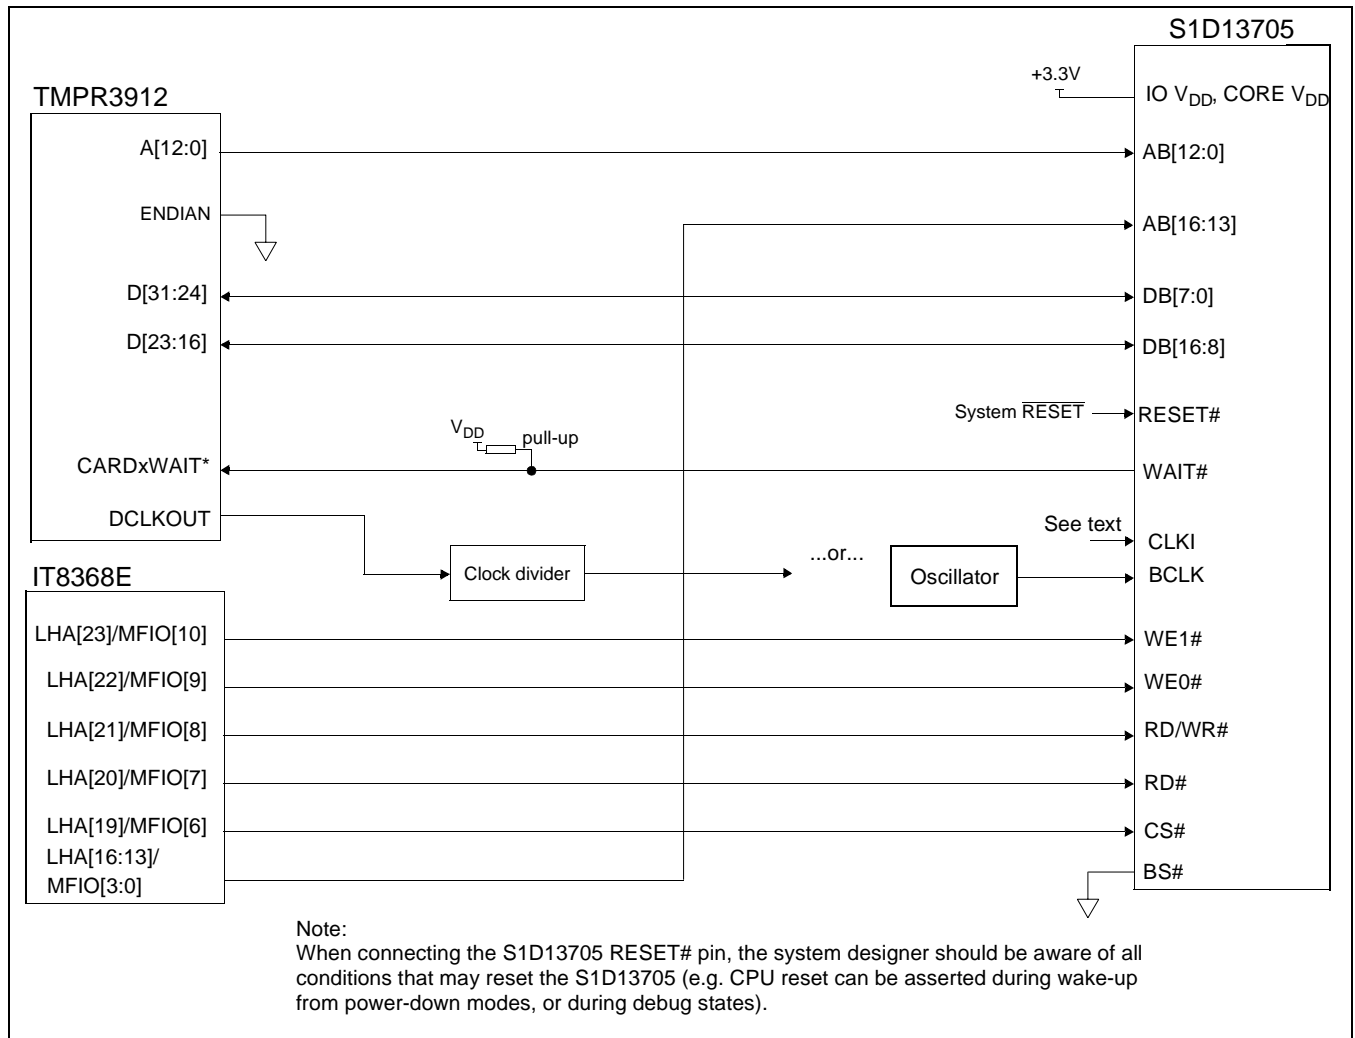 S1D13705
+3.3V
TMPR3912
IO VDD, CORE VDD
A[12:0]
AB[12:0]
ENDIAN
AB[16:13]
D[31:24]
DB[7:0]
D[23:16]
DB[16:8]
System RESET
RESET#
VDD
pull-up
CARDxWAIT*
WAIT#
DCLKOUT
See text
CLKI
...or...
Clock divider
Oscillator
BCLK
IT8368E
LHA[23]/MFIO[10]
WE1#
LHA[22]/MFIO[9]
WE0#
LHA[21]/MFIO[8]
RD/WR#
LHA[20]/MFIO[7]
RD#
LHA[19]/MFIO[6]
CS#
LHA[16:13]/
MFIO[3:0]
BS#
Note:
When connecting the S1D13705 RESET# pin, the system designer should be aware of all
conditions that may reset the S1D13705 (e.g. CPU reset can be asserted during wake-up
from power-down modes, or during debug states).